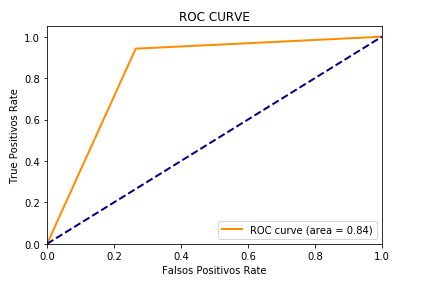 ROC CURVE
True Positivos Rate
1.0
0.8
0.6
0.4
0.2
0.0
ROC curve (area = 0.84)
0.0 0.2 0.4 0.6 0.8 1.0
Falsos Positivos Rate